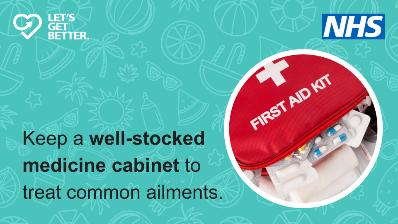 LET'S
GET
BETTER.
NHS
FIRST AID KIT
Keep a well-stocked
medicine cabinet to
treat common ailments.